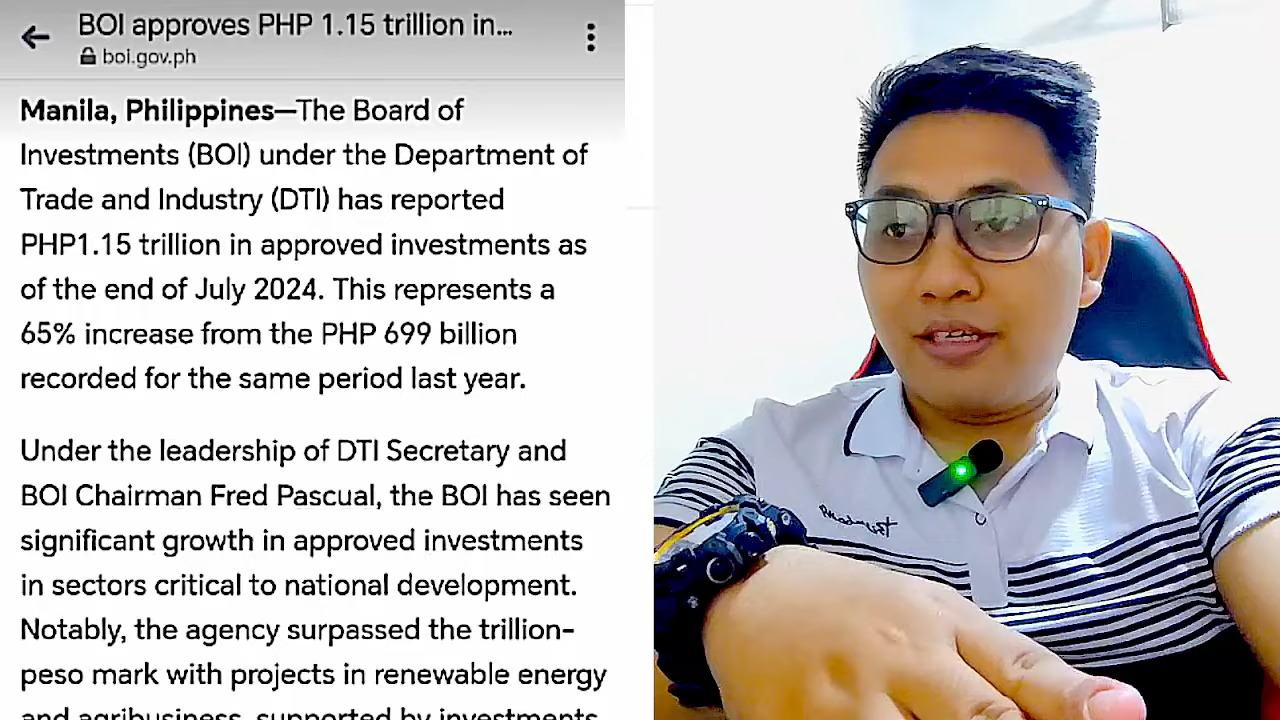 BOI approves PHP 1.15 trillion in...
boi.gov.ph
Manila, Philippines—The Board of
Investments (BOI) under the Department of
Trade and Industry (DTI) has reported
PHP1.15 trillion in approved investments as
of the end of July 2024. This represents a
65% increase from the PHP 699 billion
recorded for the same period last year.
Under the leadership of DTI Secretary and
BOI Chairman Fred Pascual, the BOI has seen
significant growth in approved investments
in sectors critical to national development.
Notably, the agency surpassed the trillion-
peso mark with projects in renewable energy
and agribusiness, supported by investments